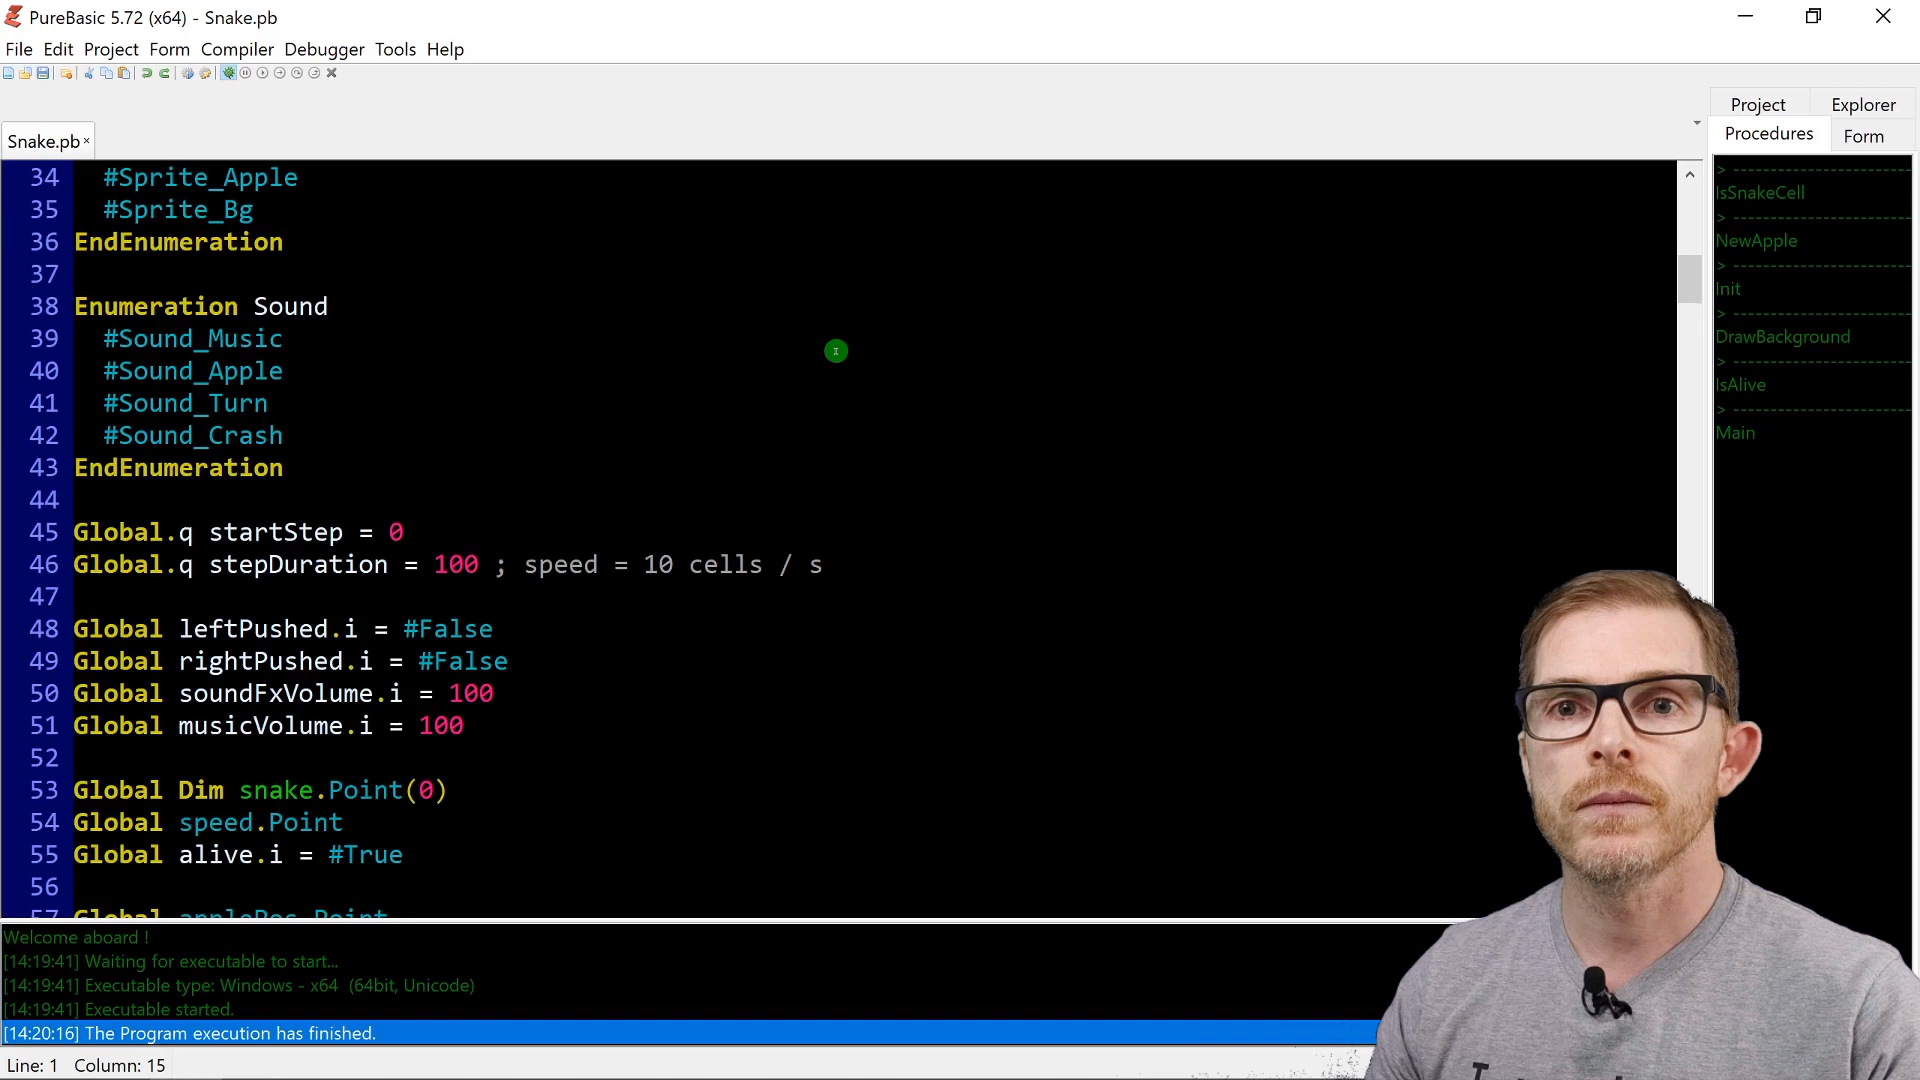 PureBasic 5.72 (x64) - Snake.pb
File Edit Project Form Compiler Debugger Tools Help
Project Explorer
Snake.pb
Procedures Form
34 #Sprite_Apple
35 #Sprite_Bg
36 EndEnumeration
37
38 Enumeration Sound
39 #Sound_Music
40 #Sound_Apple
41 #Sound_Turn
42 #Sound_Crash
43 EndEnumeration
44
45 Global.q startStep = 0
46 Global.q stepDuration = 100 ; speed = 10 cells / s
47
48 Global leftPushed.i = #False
49 Global rightPushed.i = #False
50 Global soundFxVolume.i = 100
51 Global musicVolume.i = 100
52
53 Global Dim snake.Point(0)
54 Global speed.Point
55 Global alive.i = #True
56
57 Global applePos.Point
> ----------------------
IsSnakeCell
> ----------------------
NewApple
> ----------------------
Init
> ----------------------
DrawBackground
> ----------------------
IsAlive
> ----------------------
Main
Welcome aboard !
[14:19:41] Waiting for executable to start...
[14:19:41] Executable type: Windows - x64 (64bit, Unicode)
[14:19:41] Executable started.
[14:20:16] The Program execution has finished.
Line: 1 Column: 15